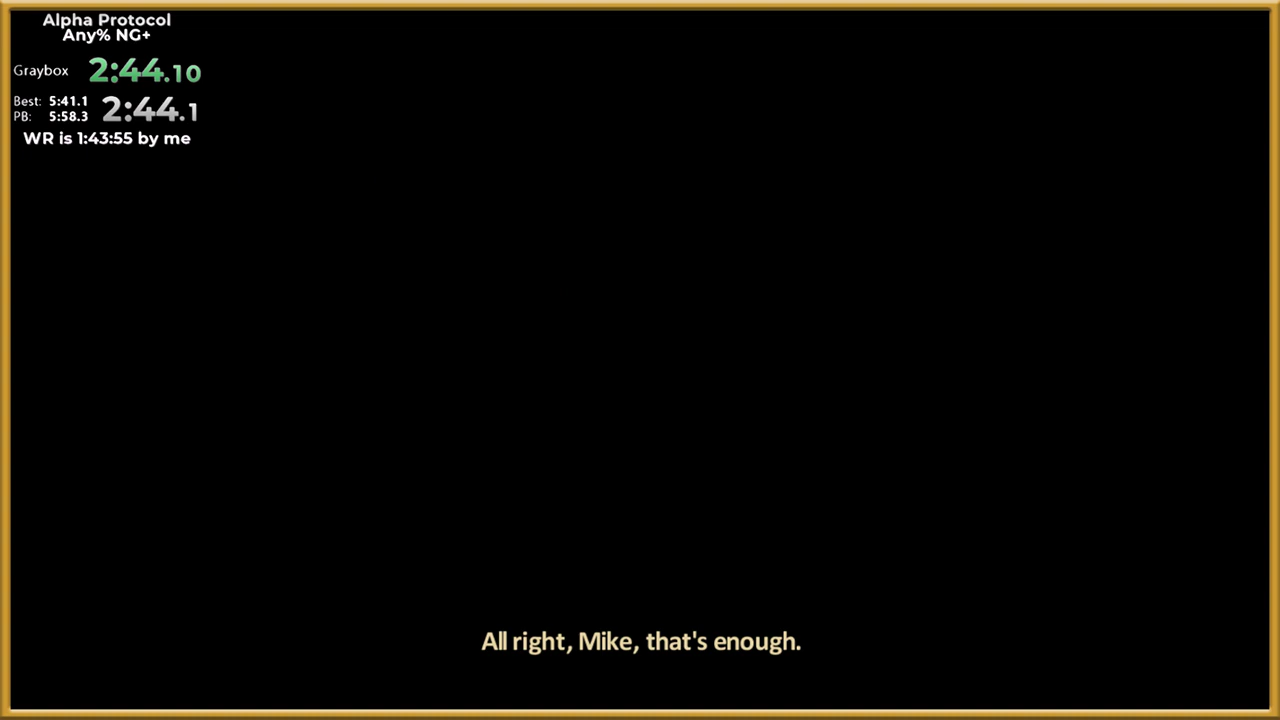 Alpha Protocol
Any% NG+
Graybox 2:44.10
Best: 5:41.1 2:44.1
PB: 5:58.3
WR is 1:43:55 by me
All right, Mike, that's enough.